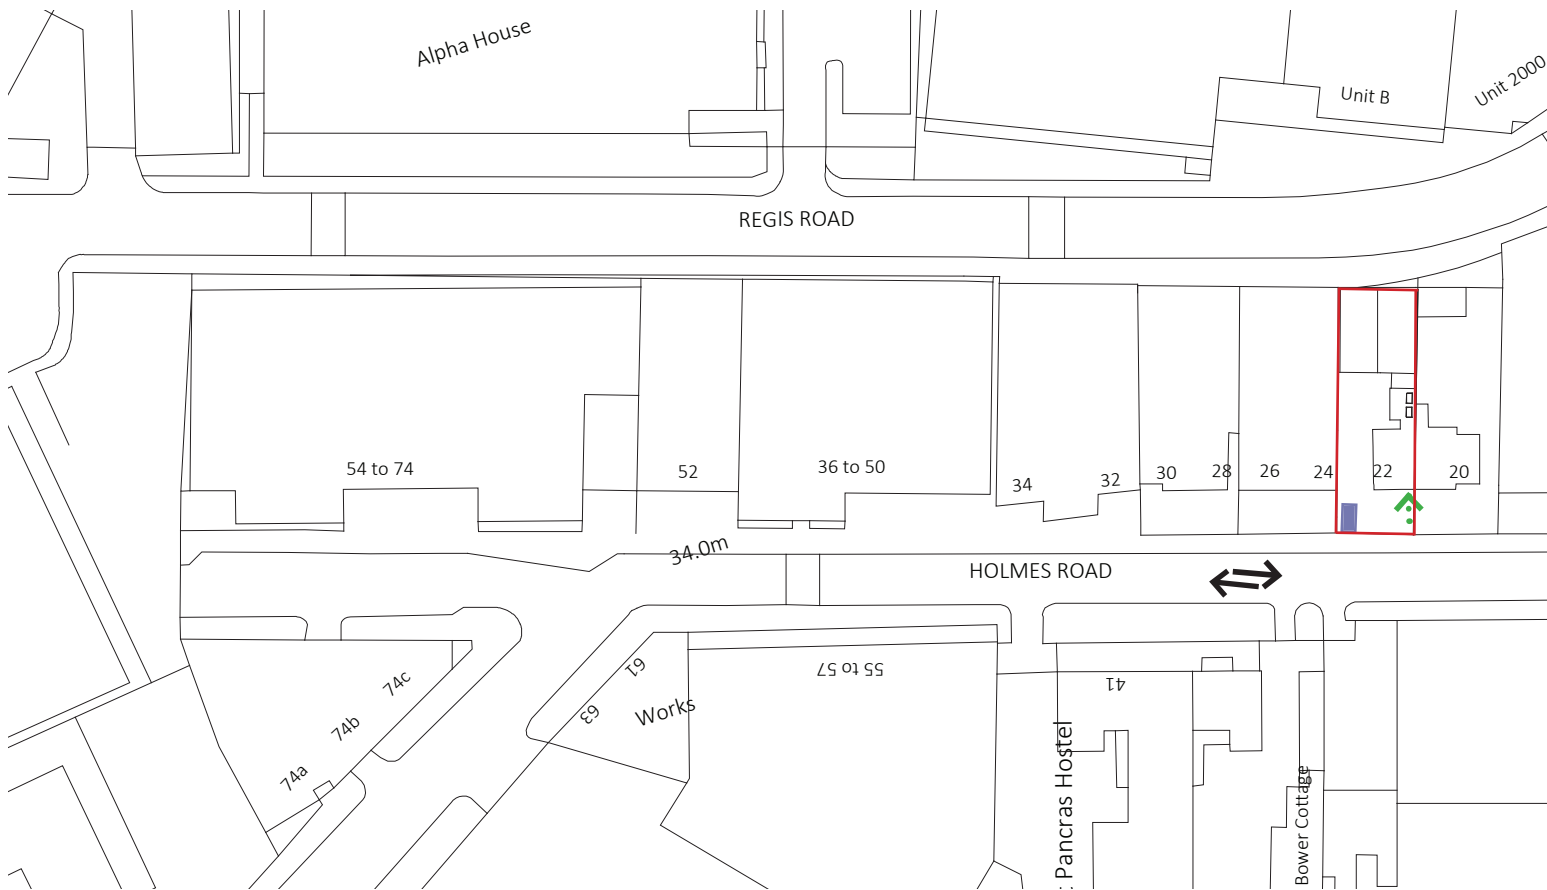 Alpha House
Unit B
Unit 2000
REGIS ROAD
54 to 74
52
36 to 50
34
32
30
28
26
24
22
20
34.0m
HOLMES ROAD
61
63
Works
55 to 57
41
74c
74b
74a
Pancras Hostel
Bower Cottage